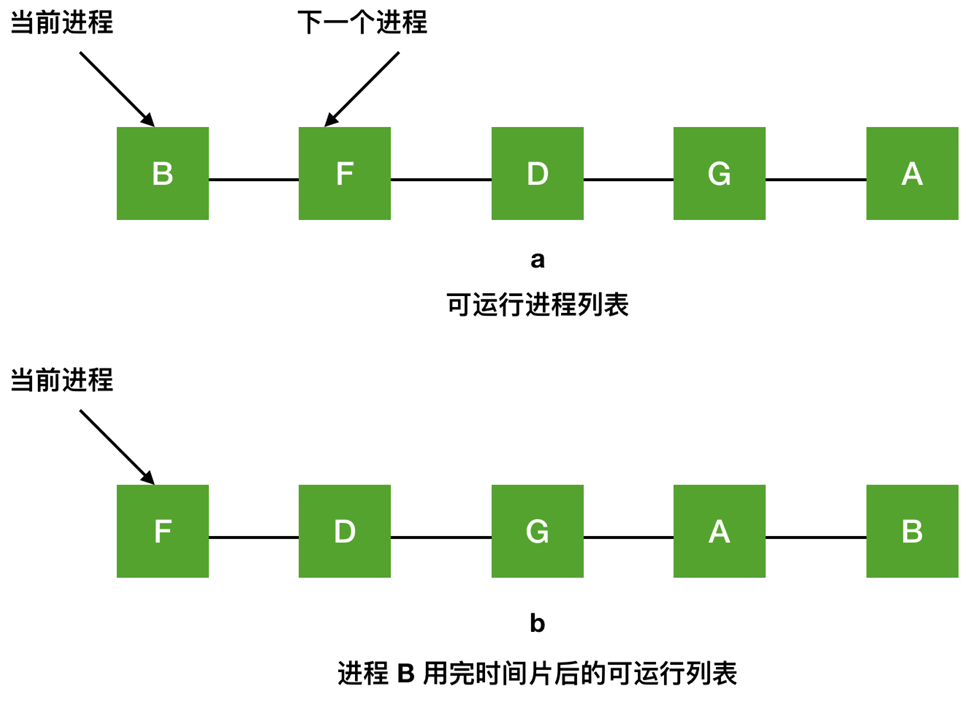 当前进程 下一个进程
B F D G A
a
可运行进程列表
当前进程
F D G A B
b
进程 B 用完时间片后的可运行列表